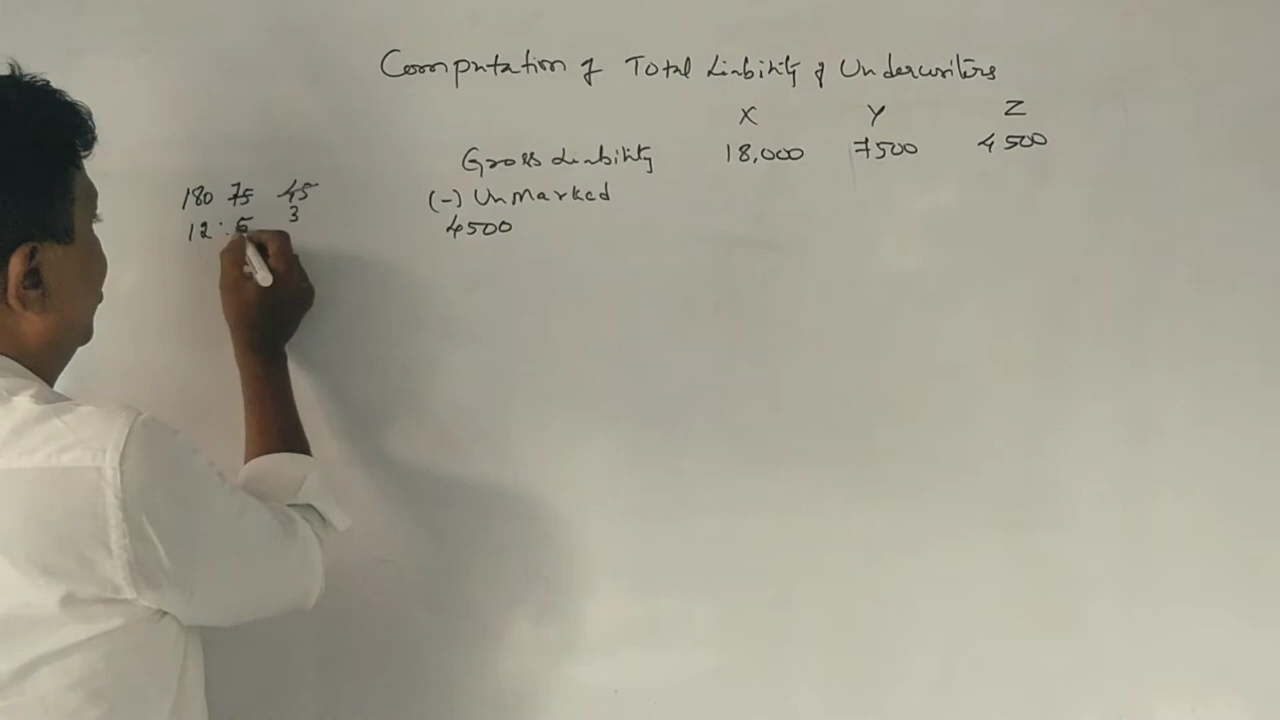 Computation of Total Liability of Underwriters
X Y Z
Gross Liability 18,000 7500 4500
(-) UnMarked
4500
180 75 45
3
12 : 5